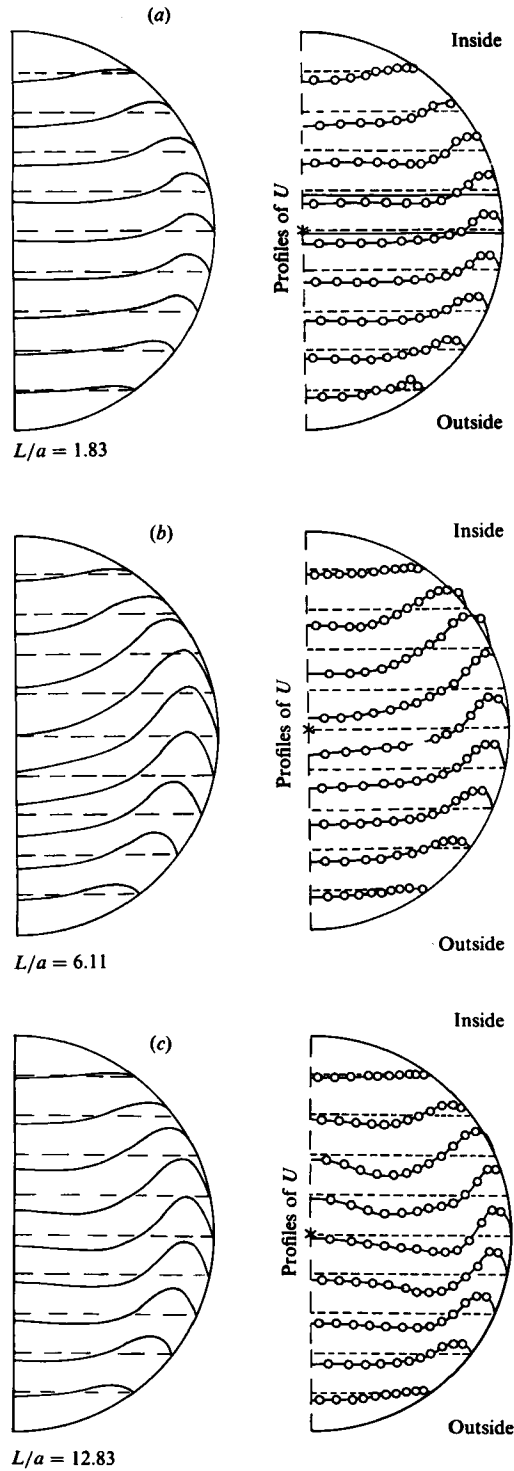 (a)
Inside
Profiles of U
Outside
L/a = 1.83
(b)
Inside
Profiles of U
Outside
L/a = 6.11
(c)
Inside
Profiles of U
Outside
L/a = 12.83